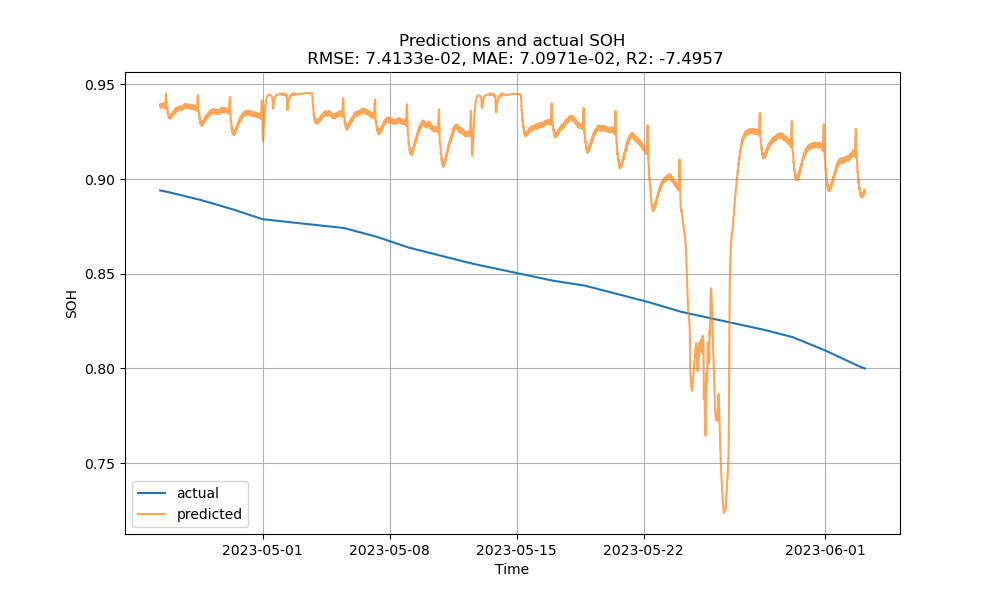 Predictions and actual SOH
RMSE: 7.4133e-02, MAE: 7.0971e-02, R2: -7.4957
SOH
0.95
0.90
0.85
0.80
0.75
actual
predicted
2023-05-01
2023-05-08
2023-05-15
2023-05-22
2023-06-01
Time